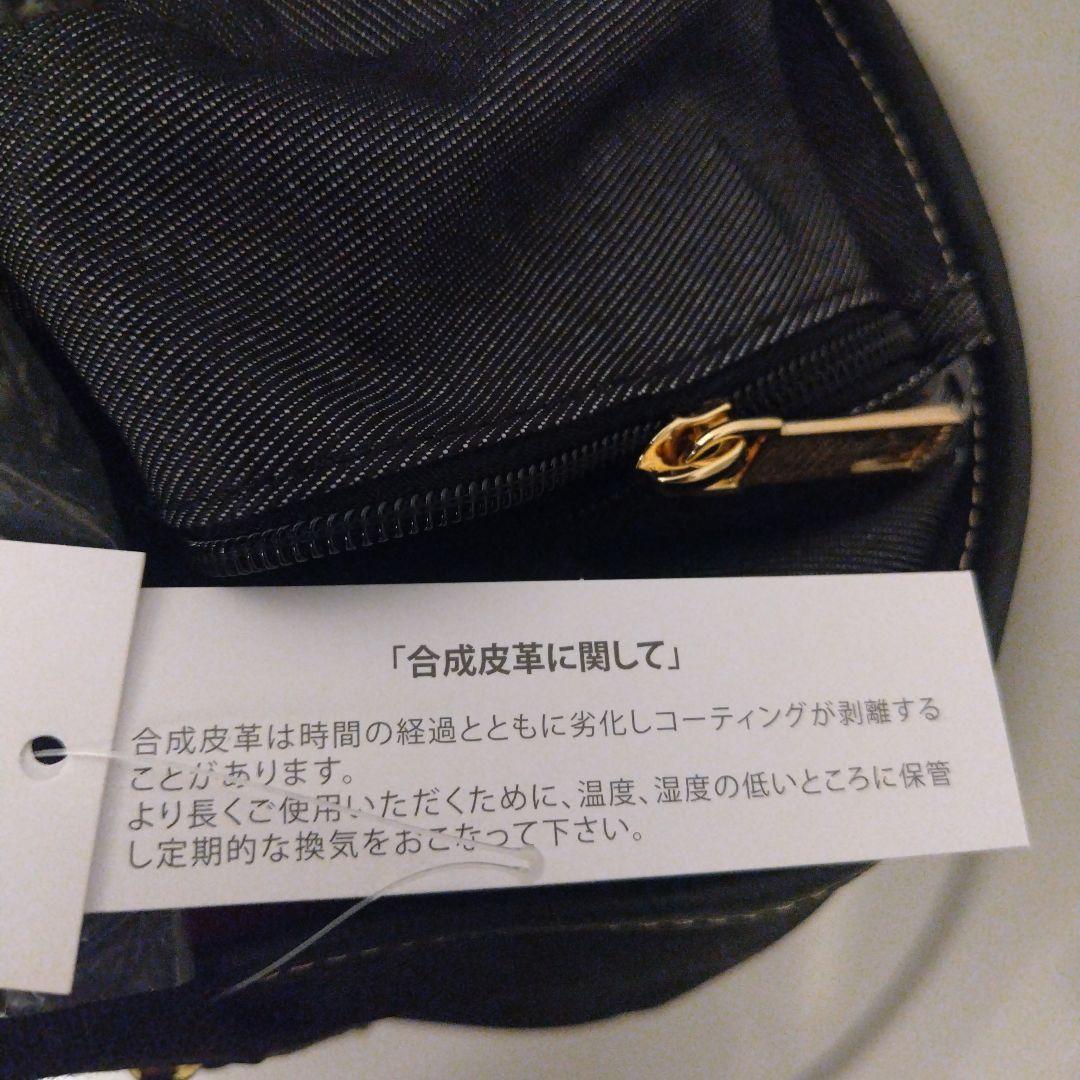 「合成皮革に関して」
合成皮革は時間の経過とともに劣化しコーティングが剥離する
ことがあります。
より長くご使用いただくために、温度、湿度の低いところに保管
し定期的な換気をおこなって下さい。